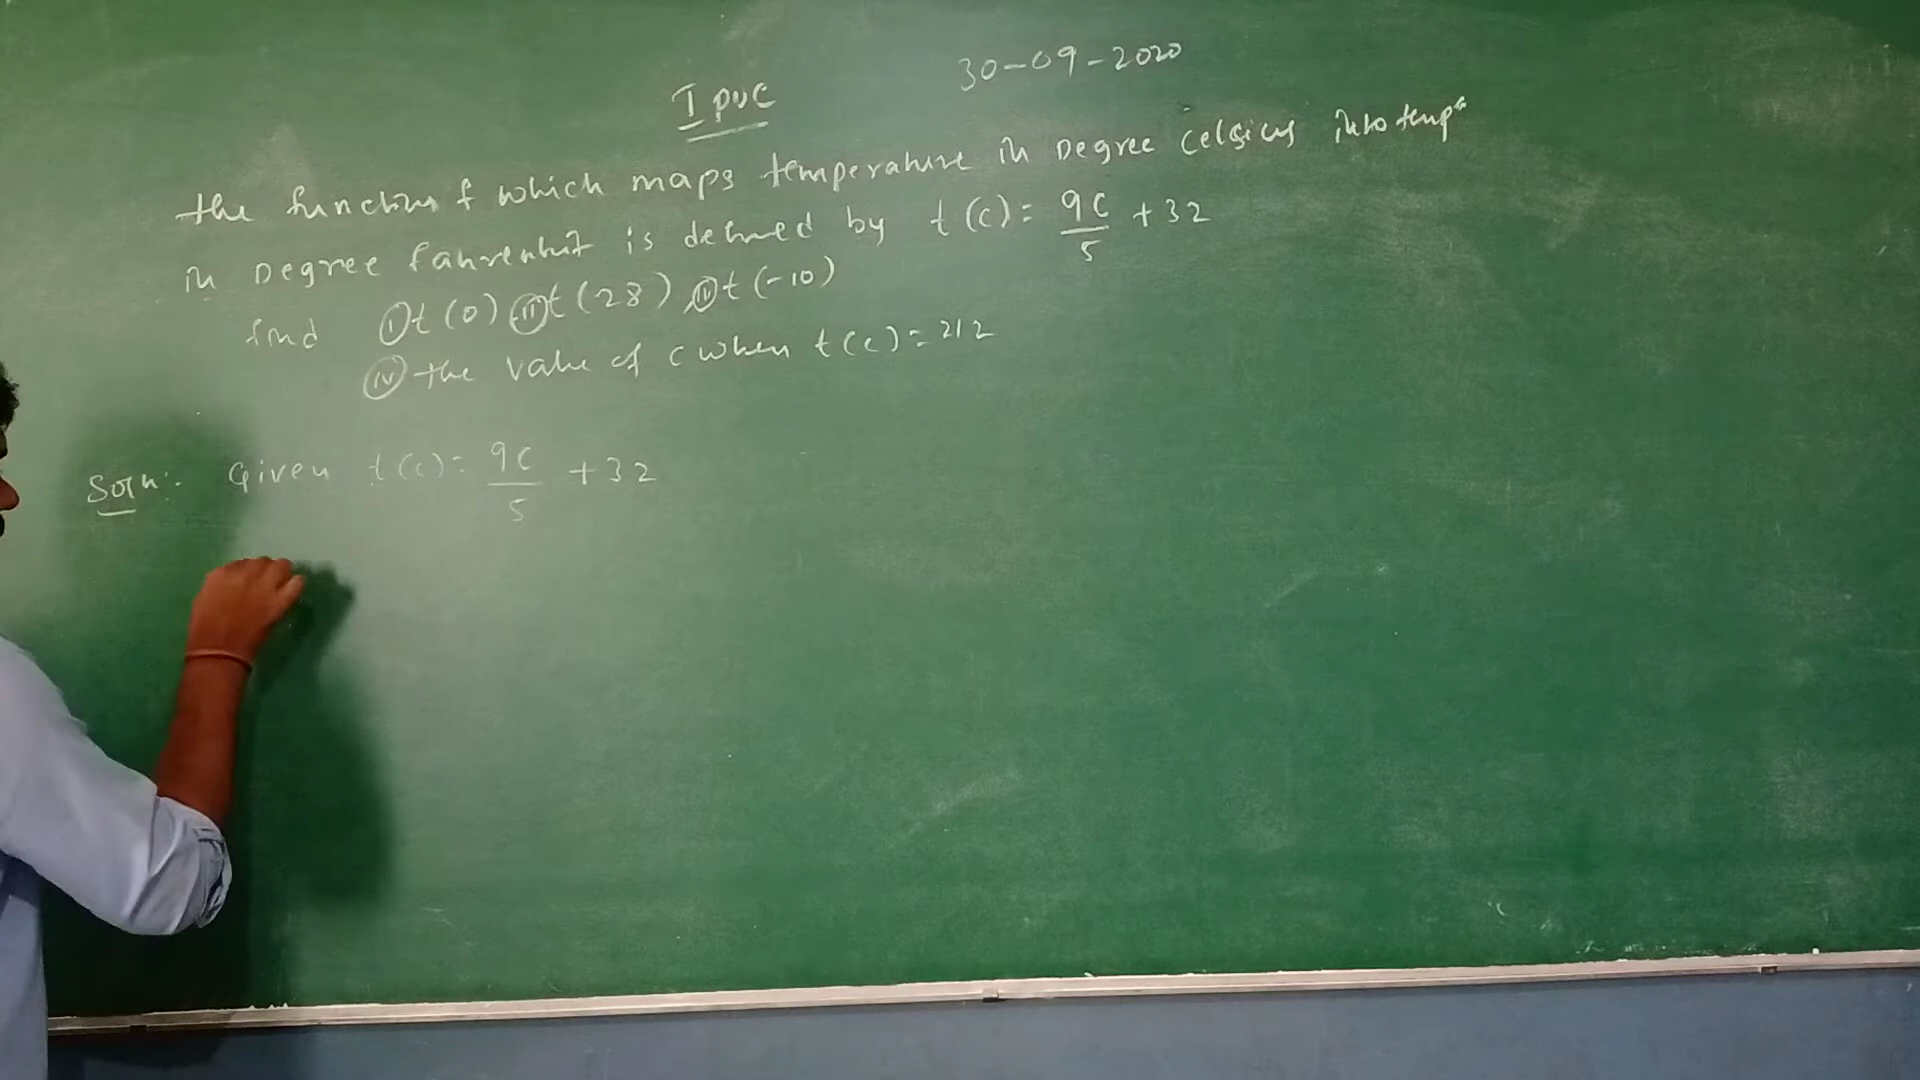 I PUC
30-09-2020
the function f which maps temperature in Degree Celsius into temp
in Degree Fahrenhit is defined by t(c) = 9C/5 + 32
find (i) t(0) (ii) t(28) t(-10)
(iv) the value of c when t(c) = 212
Soln: Given t(c) = 9C/5 + 32